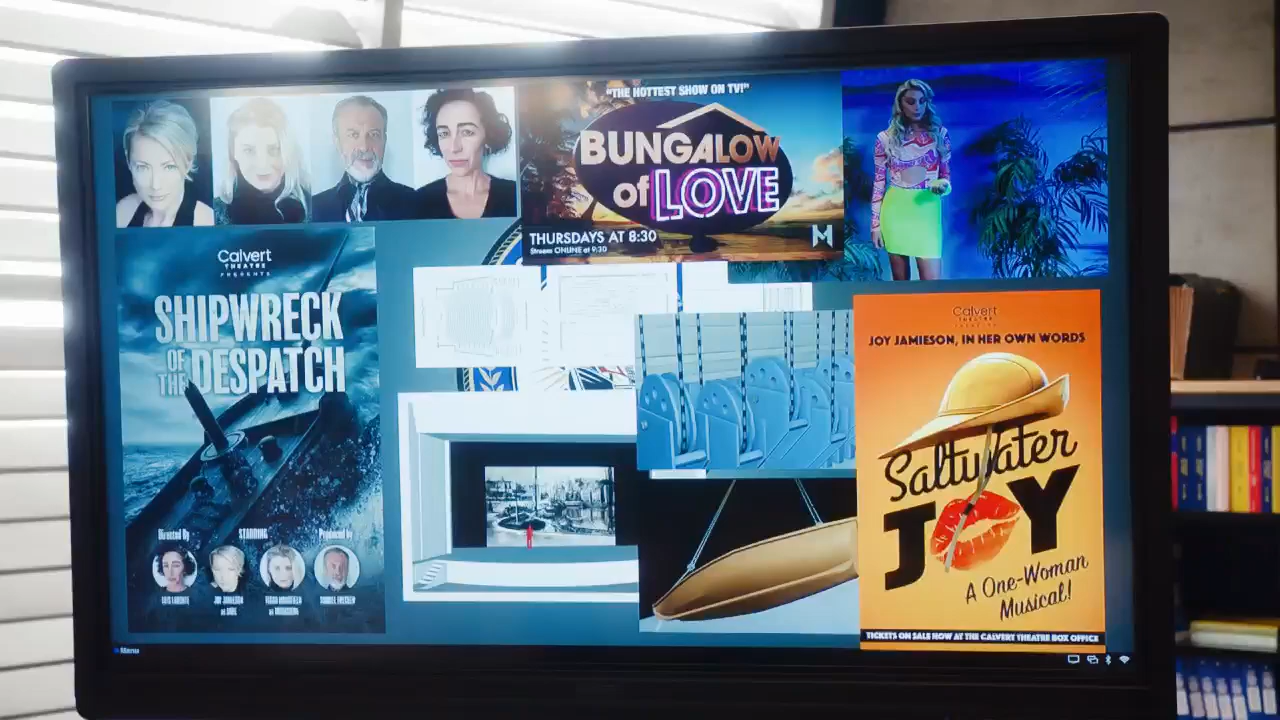 "THE HOTTEST SHOW ON TV!"
BUNGALOW
of LOVE
THURSDAYS AT 8:30
Stream ONLINE at 9:30
Calvert
THEATRE
PRESENTS
SHIPWRECK
OF
THE DESPATCH
Directed By
STARRING
Produced by
Calvert
THEATRE
JOY JAMIESON, IN HER OWN WORDS
Saltwater
JOY
A One-Woman
Musical!
TICKETS ON SALE NOW AT THE CALVERT THEATRE BOX OFFICE
Menu